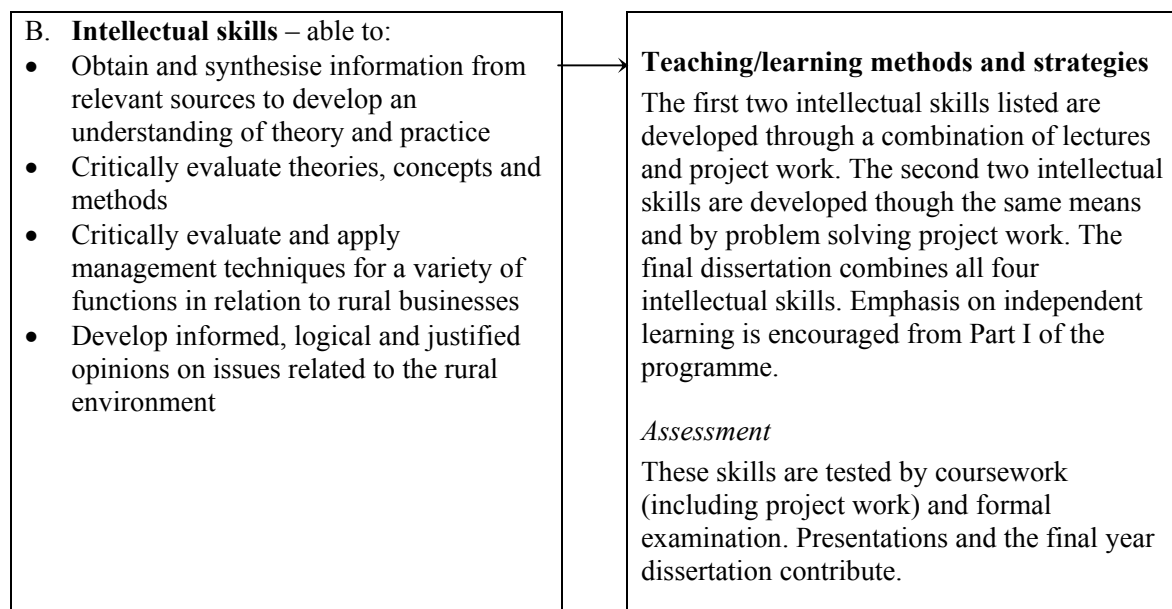 B. Intellectual skills – able to:
• Obtain and synthesise information from
relevant sources to develop an
understanding of theory and practice
• Critically evaluate theories, concepts and
methods
• Critically evaluate and apply
management techniques for a variety of
functions in relation to rural businesses
• Develop informed, logical and justified
opinions on issues related to the rural
environment
Teaching/learning methods and strategies
The first two intellectual skills listed are
developed through a combination of lectures
and project work. The second two intellectual
skills are developed though the same means
and by problem solving project work. The
final dissertation combines all four
intellectual skills. Emphasis on independent
learning is encouraged from Part I of the
programme.
Assessment
These skills are tested by coursework
(including project work) and formal
examination. Presentations and the final year
dissertation contribute.